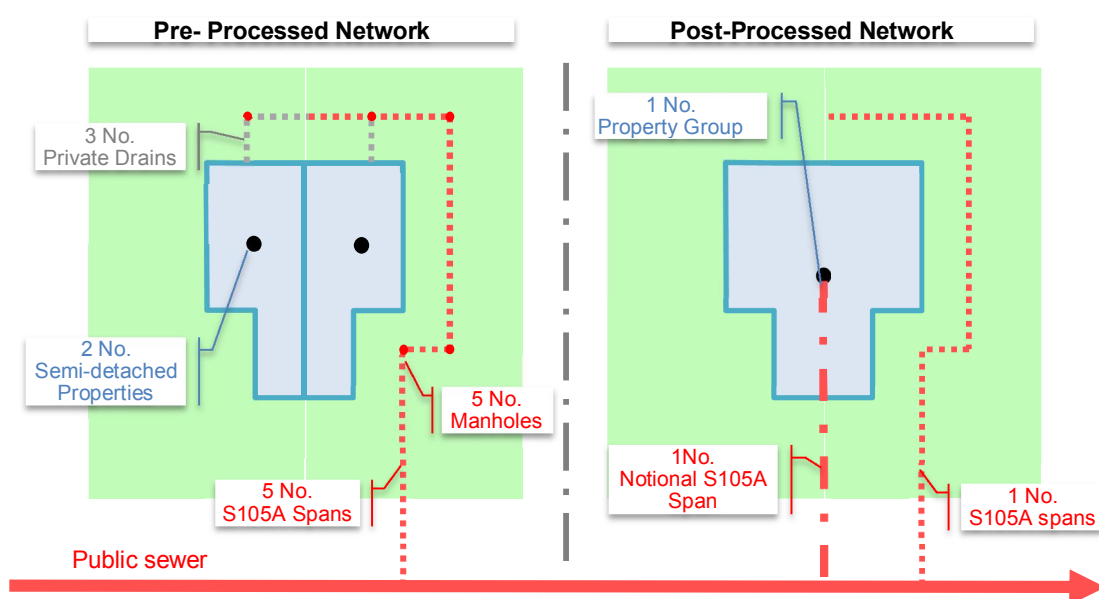 Pre- Processed Network
3 No.
Private Drains
2 No.
Semi-detached
Properties
5 No.
Manholes
5 No.
S105A Spans
Public sewer
Post-Processed Network
1 No.
Property Group
1No.
Notional S105A
Span
1 No.
S105A spans